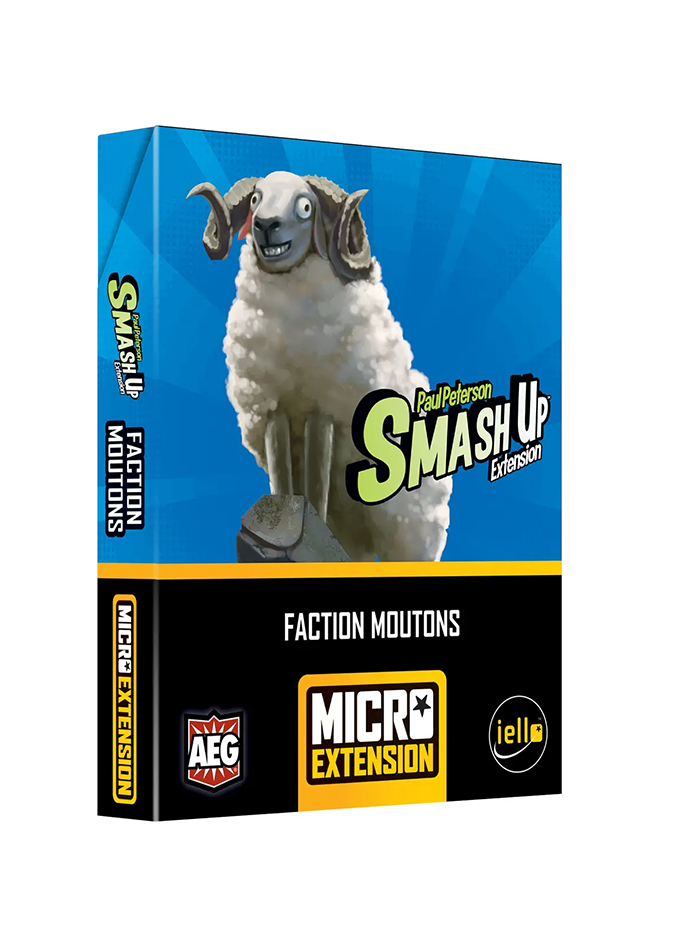 Paul Peterson
SMASH UP
Extension
FACTION MOUTONS
MICRO
EXTENSION
AEG
iello
Paul Peterson
SMASH UP
Extension
FACTION
MOUTONS
MICRO EXTENSION